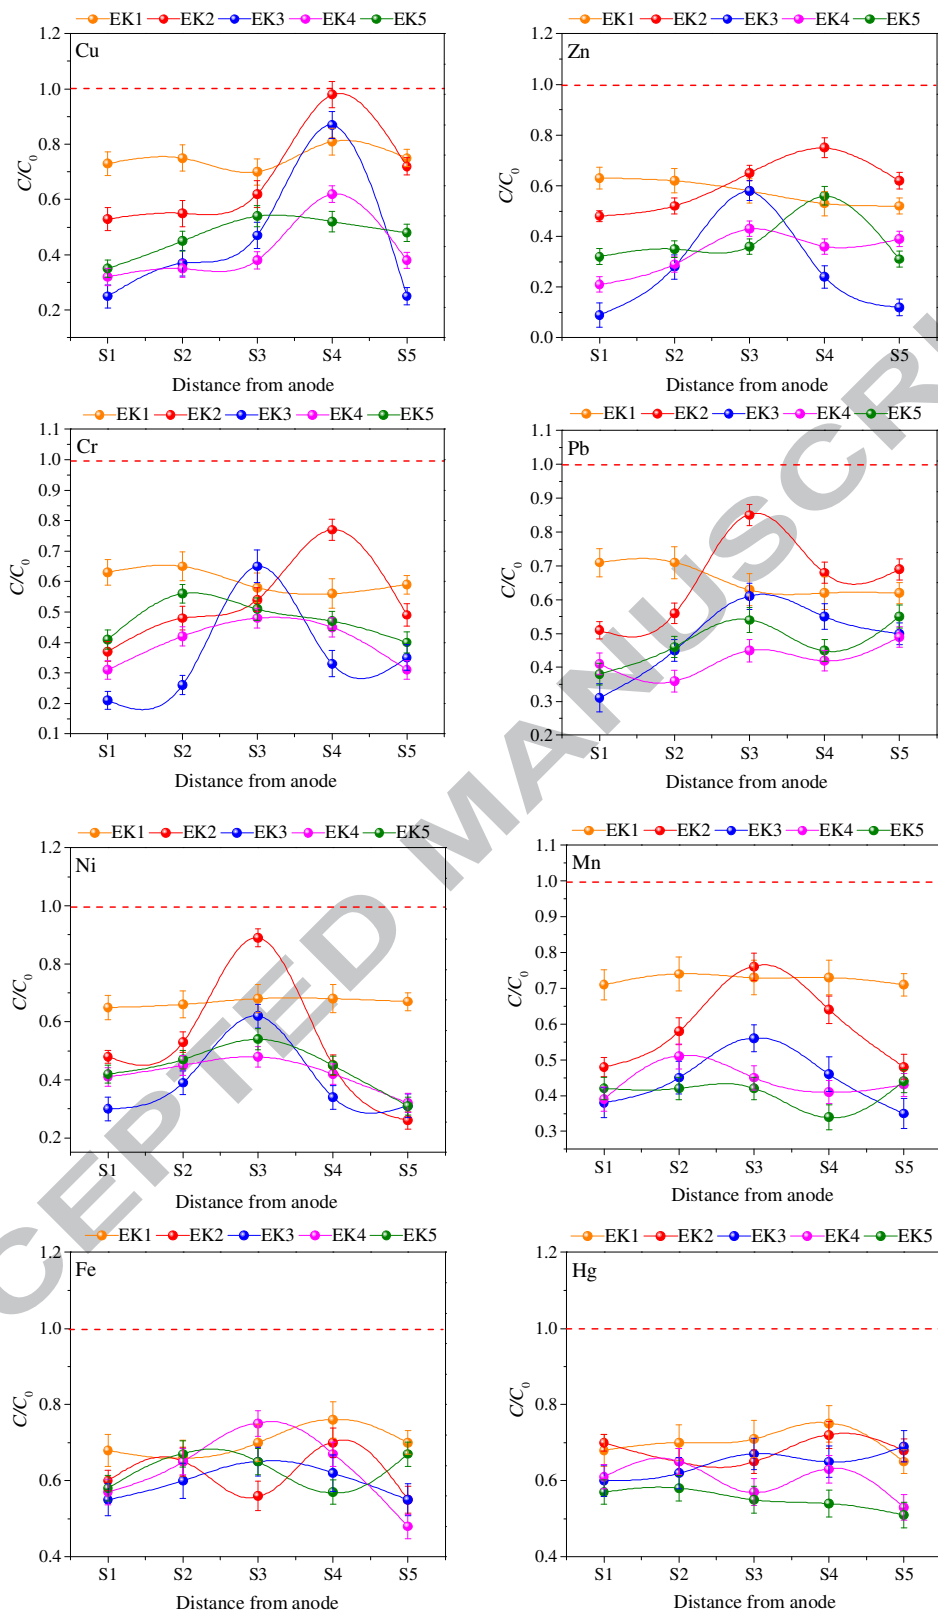 EK1 EK2 EK3 EK4 EK5
Cu
1.2
1.0
0.8
0.6
0.4
0.2
C/C0
S1 S2 S3 S4 S5
Distance from anode
EK1 EK2 EK3 EK4 EK5
Zn
1.2
1.0
0.8
0.6
0.4
0.2
0.0
C/C0
S1 S2 S3 S4 S5
Distance from anode
EK1 EK2 EK3 EK4 EK5
Cr
1.1
1.0
0.9
0.8
0.7
0.6
0.5
0.4
0.3
0.2
0.1
C/C0
S1 S2 S3 S4 S5
Distance from anode
EK1 EK2 EK3 EK4 EK5
Pb
1.1
1.0
0.9
0.8
0.7
0.6
0.5
0.4
0.3
0.2
C/C0
S1 S2 S3 S4 S5
Distance from anode
EK1 EK2 EK3 EK4 EK5
Ni
1.2
1.0
0.8
0.6
0.4
0.2
C/C0
S1 S2 S3 S4 S5
Distance from anode
EK1 EK2 EK3 EK4 EK5
Mn
1.1
1.0
0.9
0.8
0.7
0.6
0.5
0.4
0.3
C/C0
S1 S2 S3 S4 S5
Distance from anode
EK1 EK2 EK3 EK4 EK5
Fe
1.2
1.0
0.8
0.6
0.4
C/C0
S1 S2 S3 S4 S5
Distance from anode
EK1 EK2 EK3 EK4 EK5
Hg
1.2
1.0
0.8
0.6
0.4
C/C0
S1 S2 S3 S4 S5
Distance from anode
CEPTED MANUSCRI